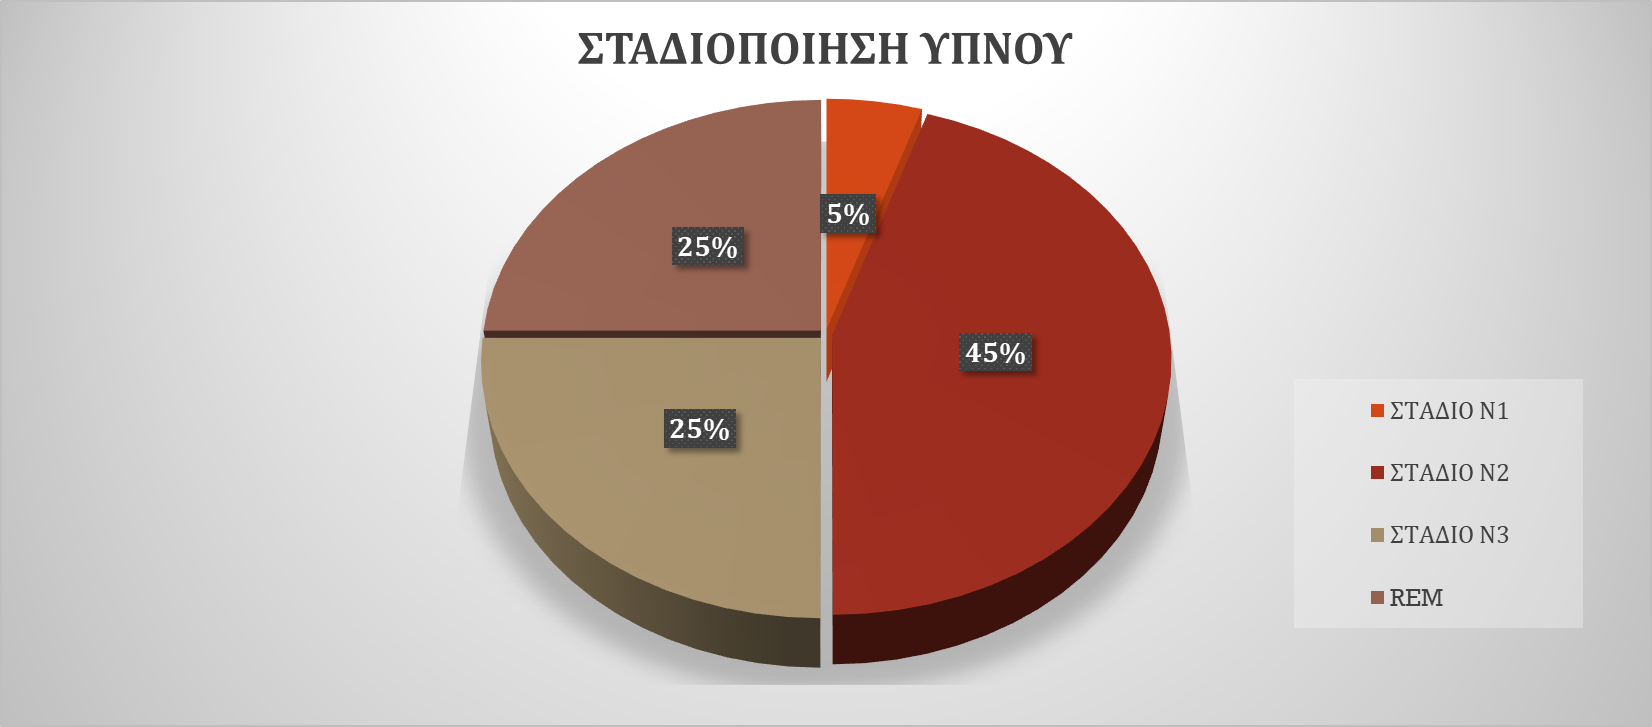 ΣΤΑΔΙΟΠΟΙΗΣΗ ΥΠΝΟΥ
5%
25%
45%
25%
ΣΤΑΔΙΟ Ν1
ΣΤΑΔΙΟ Ν2
ΣΤΑΔΙΟ Ν3
REM